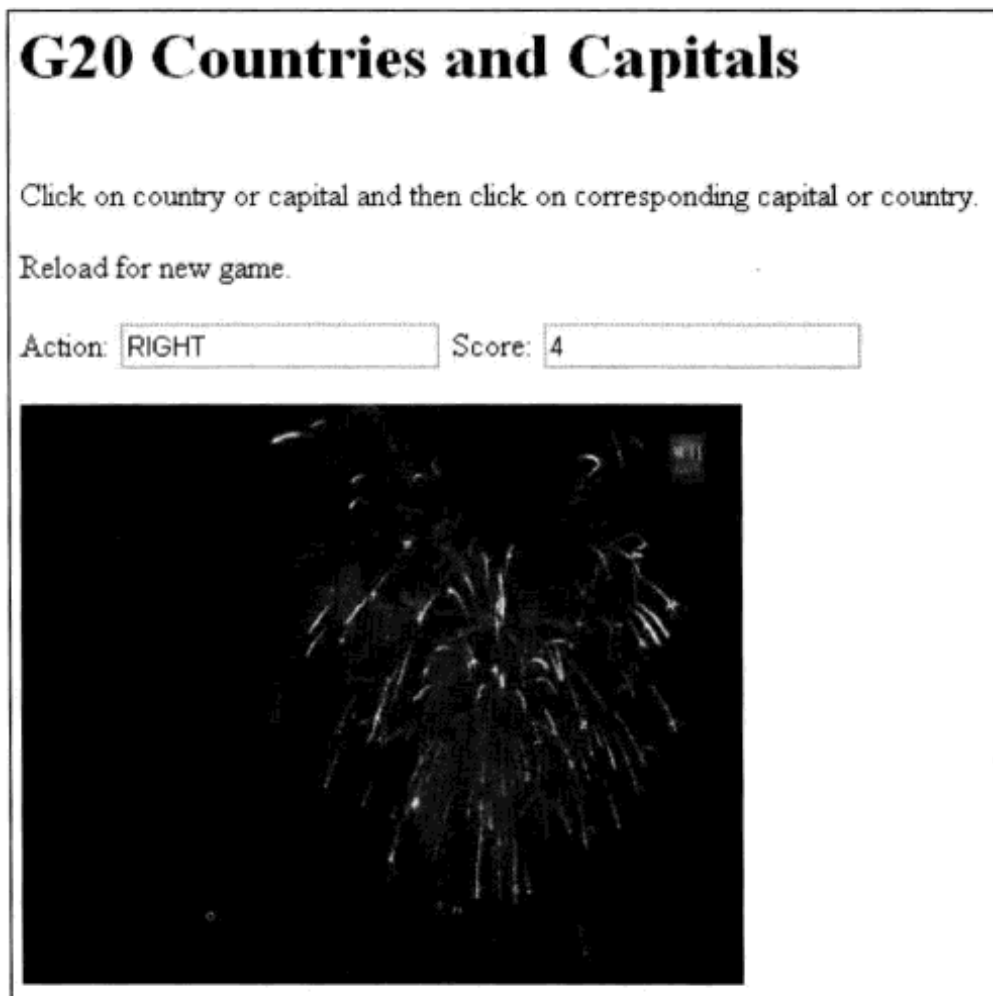 G20 Countries and Capitals
Click on country or capital and then click on corresponding capital or country.
Reload for new game.
Action: RIGHT Score: 4